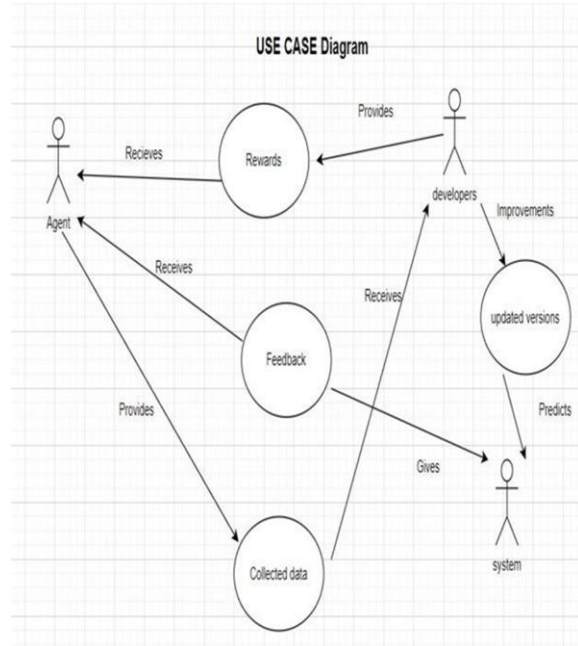 USE CASE Diagram
Provides
Recieves
Rewards
developers
Agent
Improvements
Receives
Receives
updated versions
Feedback
Provides
Predicts
Gives
system
Collected data